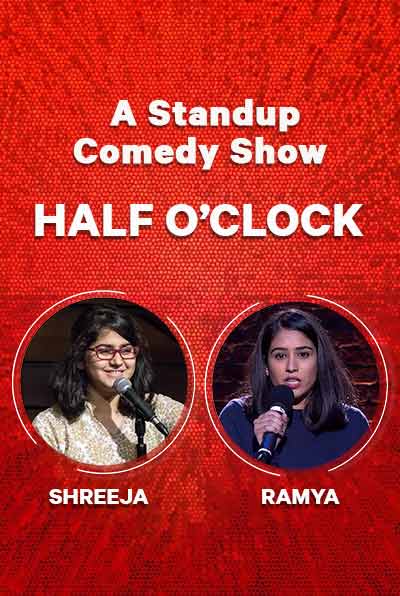 A Standup
Comedy Show
HALF O'CLOCK
SHREEJA
RAMYA